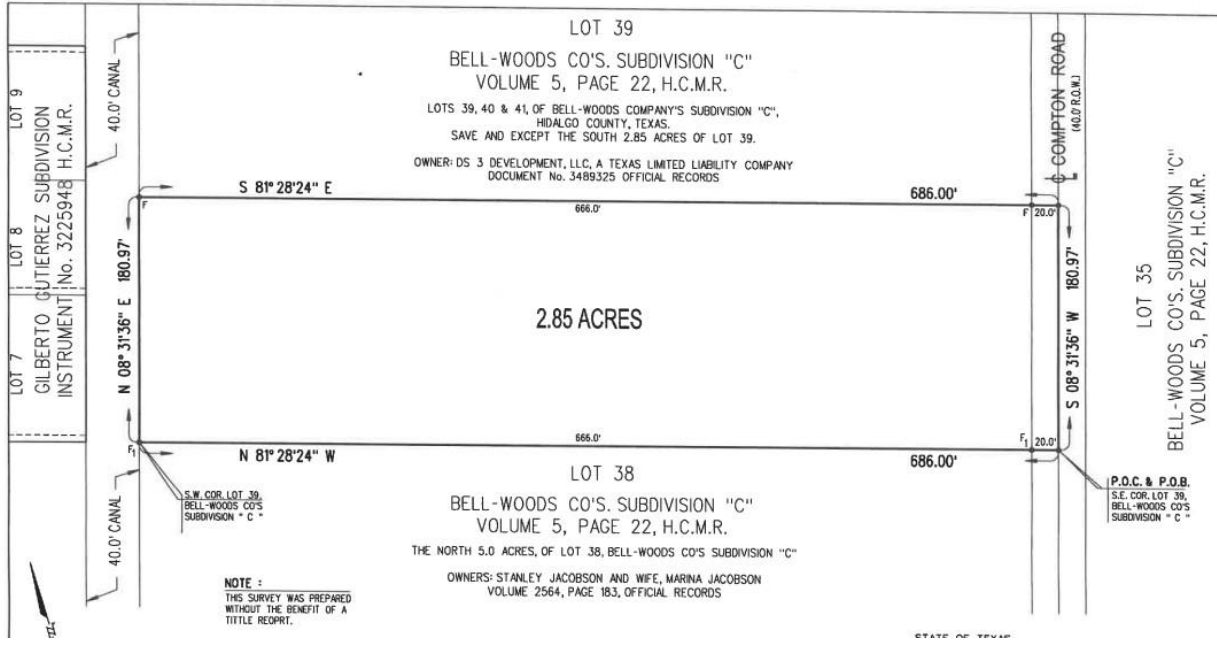 LOT 39
BELL-WOODS CO'S. SUBDIVISION "C"
VOLUME 5, PAGE 22, H.C.M.R.
LOTS 39, 40 & 41, OF BELL-WOODS COMPANY'S SUBDIVISION "C",
HIDALGO COUNTY, TEXAS.
SAVE AND EXCEPT THE SOUTH 2.85 ACRES OF LOT 39.
OWNER: DS 3 DEVELOPMENT, LLC, A TEXAS LIMITED LIABILITY COMPANY
DOCUMENT No. 3489325 OFFICIAL RECORDS
40.0' CANAL
LOT 9
LOT 8
LOT 7
GILBERTO GUTIERREZ SUBDIVISION
INSTRUMENT No. 3225948 H.C.M.R.
COMPTON ROAD
(40.0' R.O.W.)
S 81° 28'24" E
686.00'
F
666.0'
F 20.0'
N 08° 31'36" E 180.97'
2.85 ACRES
S 08° 31'36" W 180.97'
LOT 35
BELL-WOODS CO'S. SUBDIVISION "C"
VOLUME 5, PAGE 22, H.C.M.R.
F1
666.0'
F1 20.0'
N 81° 28'24" W
686.00'
40.0' CANAL
S.W. COR. LOT 39,
BELL-WOODS CO'S
SUBDIVISION " C "
LOT 38
BELL-WOODS CO'S. SUBDIVISION "C"
VOLUME 5, PAGE 22, H.C.M.R.
THE NORTH 5.0 ACRES, OF LOT 38, BELL-WOODS CO'S SUBDIVISION "C"
OWNERS: STANLEY JACOBSON AND WIFE, MARINA JACOBSON
VOLUME 2564, PAGE 183, OFFICIAL RECORDS
P.O.C. & P.O.B.
S.E. COR. LOT 39,
BELL-WOODS CO'S
SUBDIVISION " C "
NOTE :
THIS SURVEY WAS PREPARED
WITHOUT THE BENEFIT OF A
TITTLE REOPRT.
STATE OF TEXAS